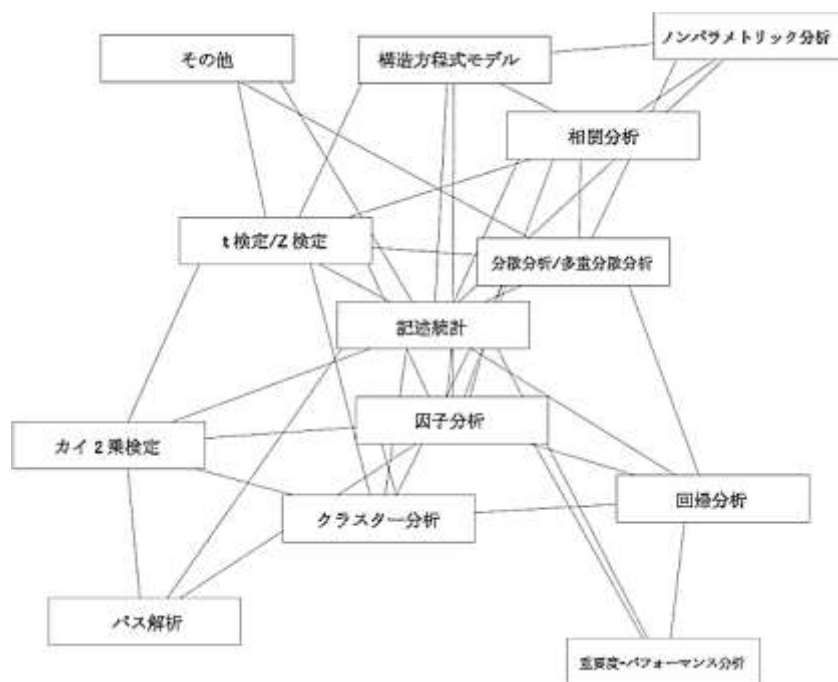 ノンパラメトリック分析
その他
構造方程式モデル
相関分析
t検定/Z検定
分散分析/多重分散分析
記述統計
因子分析
カイ2乗検定
回帰分析
クラスター分析
パス解析
重要度-パフォーマンス分析